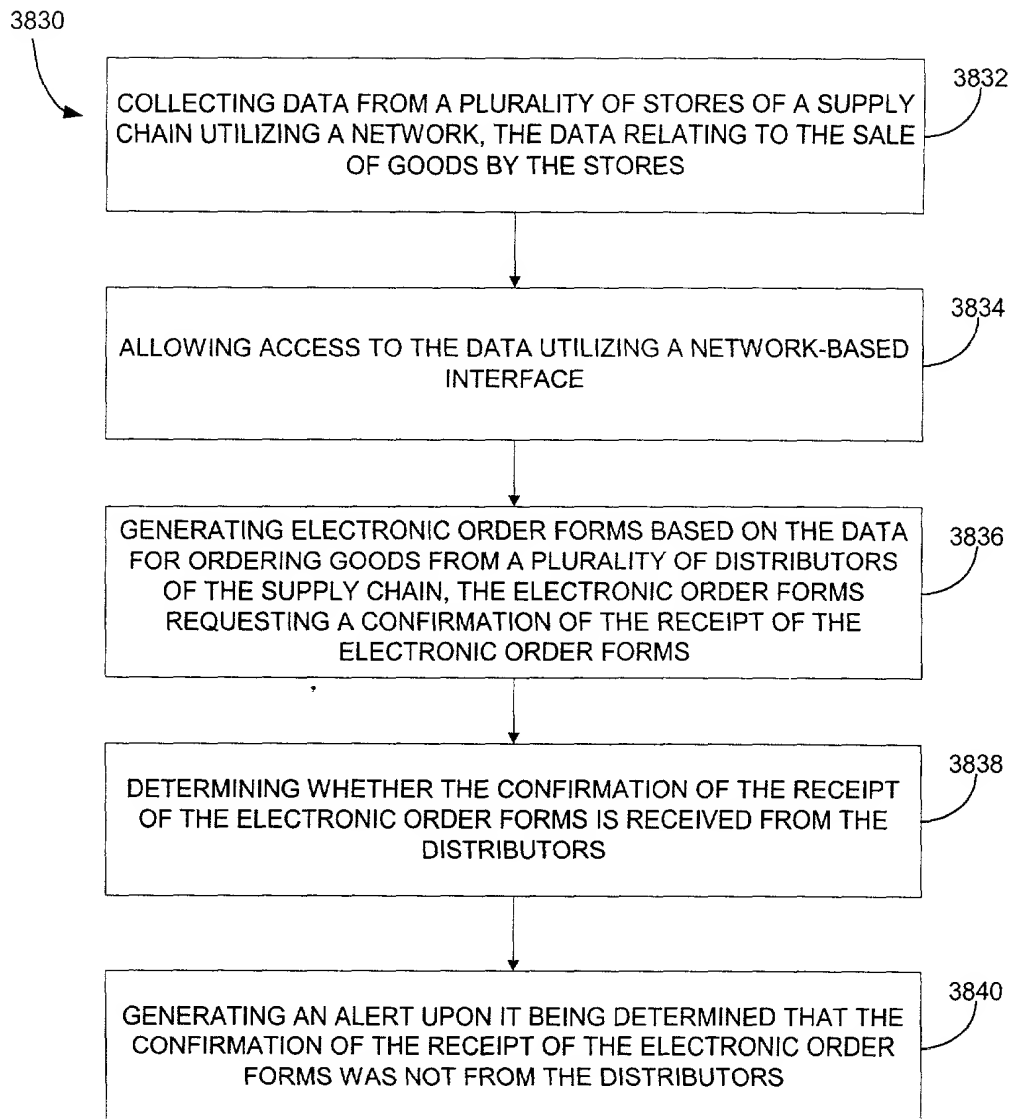 3830
3832
COLLECTING DATA FROM A PLURALITY OF STORES OF A SUPPLY
CHAIN UTILIZING A NETWORK, THE DATA RELATING TO THE SALE
OF GOODS BY THE STORES
3834
ALLOWING ACCESS TO THE DATA UTILIZING A NETWORK-BASED
INTERFACE
3836
GENERATING ELECTRONIC ORDER FORMS BASED ON THE DATA
FOR ORDERING GOODS FROM A PLURALITY OF DISTRIBUTORS
OF THE SUPPLY CHAIN, THE ELECTRONIC ORDER FORMS
REQUESTING A CONFIRMATION OF THE RECEIPT OF THE
ELECTRONIC ORDER FORMS
3838
DETERMINING WHETHER THE CONFIRMATION OF THE RECEIPT
OF THE ELECTRONIC ORDER FORMS IS RECEIVED FROM THE
DISTRIBUTORS
3840
GENERATING AN ALERT UPON IT BEING DETERMINED THAT THE
CONFIRMATION OF THE RECEIPT OF THE ELECTRONIC ORDER
FORMS WAS NOT FROM THE DISTRIBUTORS